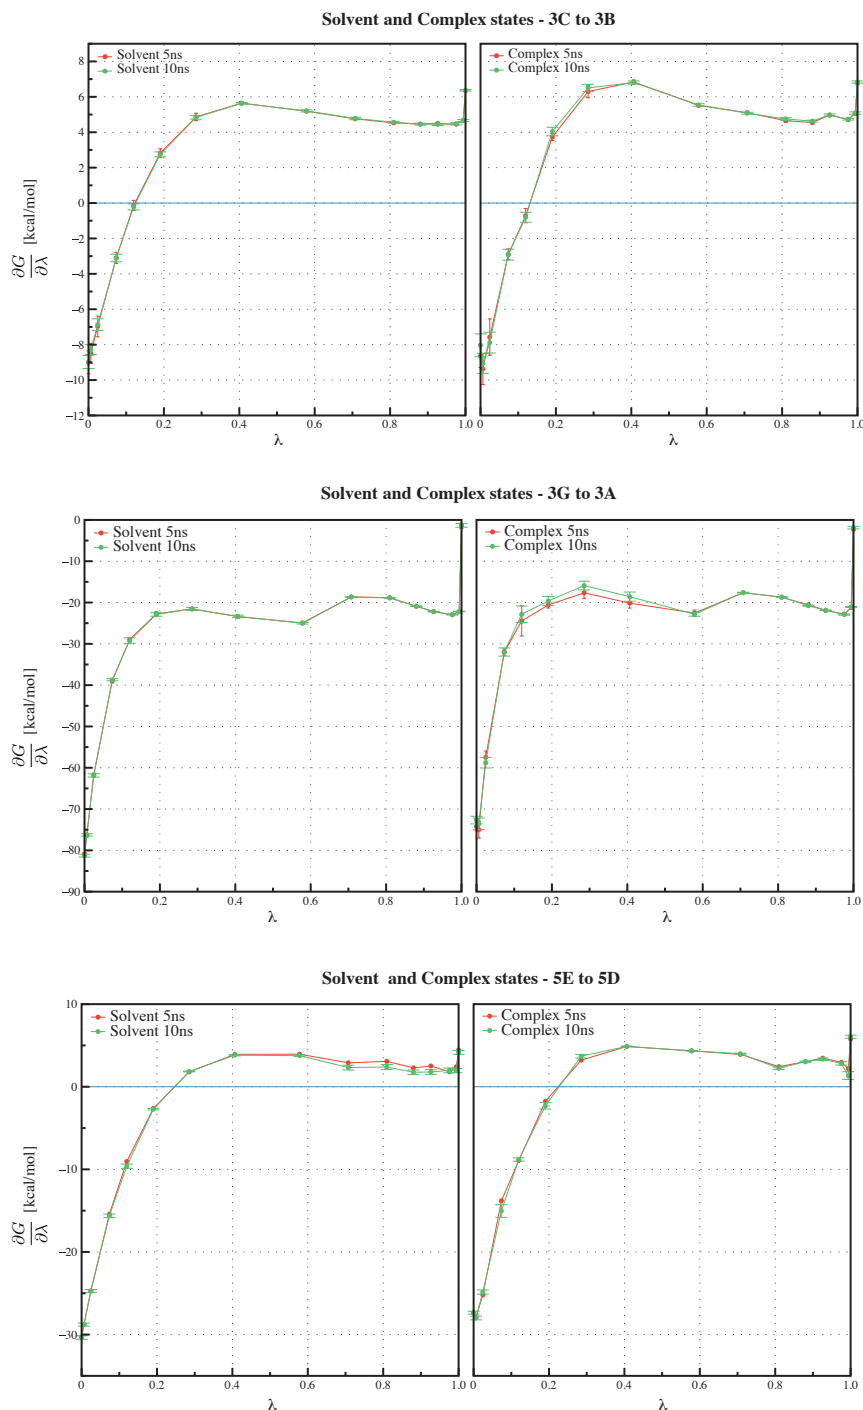 Solvent and Complex states - 3C to 3B
Solvent 5ns
Solvent 10ns
Complex 5ns
Complex 10ns
8
6
4
2
0
−2
−4
−6
−8
−10
−12
∂G
∂λ
[kcal/mol]
0 0.2 0.4 0.6 0.8 1.0
0 0.2 0.4 0.6 0.8 1.0
λ
λ
Solvent and Complex states - 3G to 3A
Solvent 5ns
Solvent 10ns
Complex 5ns
Complex 10ns
0
−10
−20
−30
−40
−50
−60
−70
−80
−90
∂G
∂λ
[kcal/mol]
0 0.2 0.4 0.6 0.8 1.0
0 0.2 0.4 0.6 0.8 1.0
λ
λ
Solvent and Complex states - 5E to 5D
Solvent 5ns
Solvent 10ns
Complex 5ns
Complex 10ns
10
0
−10
−20
−30
∂G
∂λ
[kcal/mol]
0 0.2 0.4 0.6 0.8 1.0
0 0.2 0.4 0.6 0.8 1.0
λ
λ